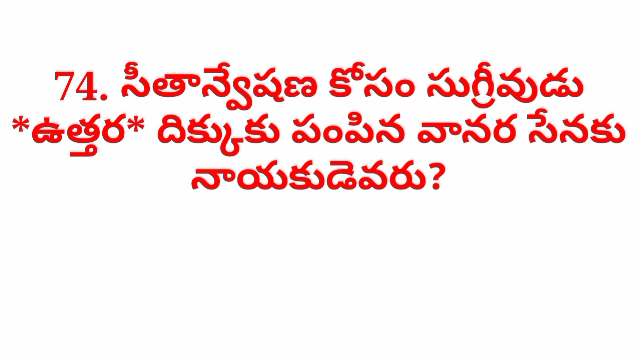 74. సీతాన్వేషణ కోసం సుగ్రీవుడు
*ఉత్తర* దిక్కుకు పంపిన వానర సేనకు
నాయకుడెవరు?